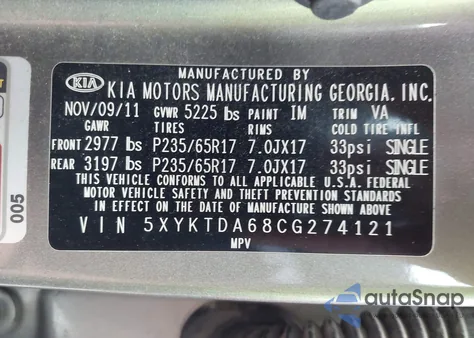 MANUFACTURED BY
KIA KIA MOTORS MANUFACTURING GEORGIA, INC.
NOV/09/11 GVWR 5225 lbs PAINT IM TRIM VA
GAWR TIRES RIMS COLD TIRE INFL
FRONT 2977 lbs P235/65R17 7.0JX17 33psi SINGLE
REAR 3197 lbs P235/65R17 7.0JX17 33psi SINGLE
THIS VEHICLE CONFORMS TO ALL APPLICABLE U.S.A. FEDERAL
MOTOR VEHICLE SAFETY AND THEFT PREVENTION STANDARDS
IN EFFECT ON THE DATE OF MANUFACTURE SHOWN ABOVE
VIN 5XYKTDA68CG274121
MPV
005
autoSnap